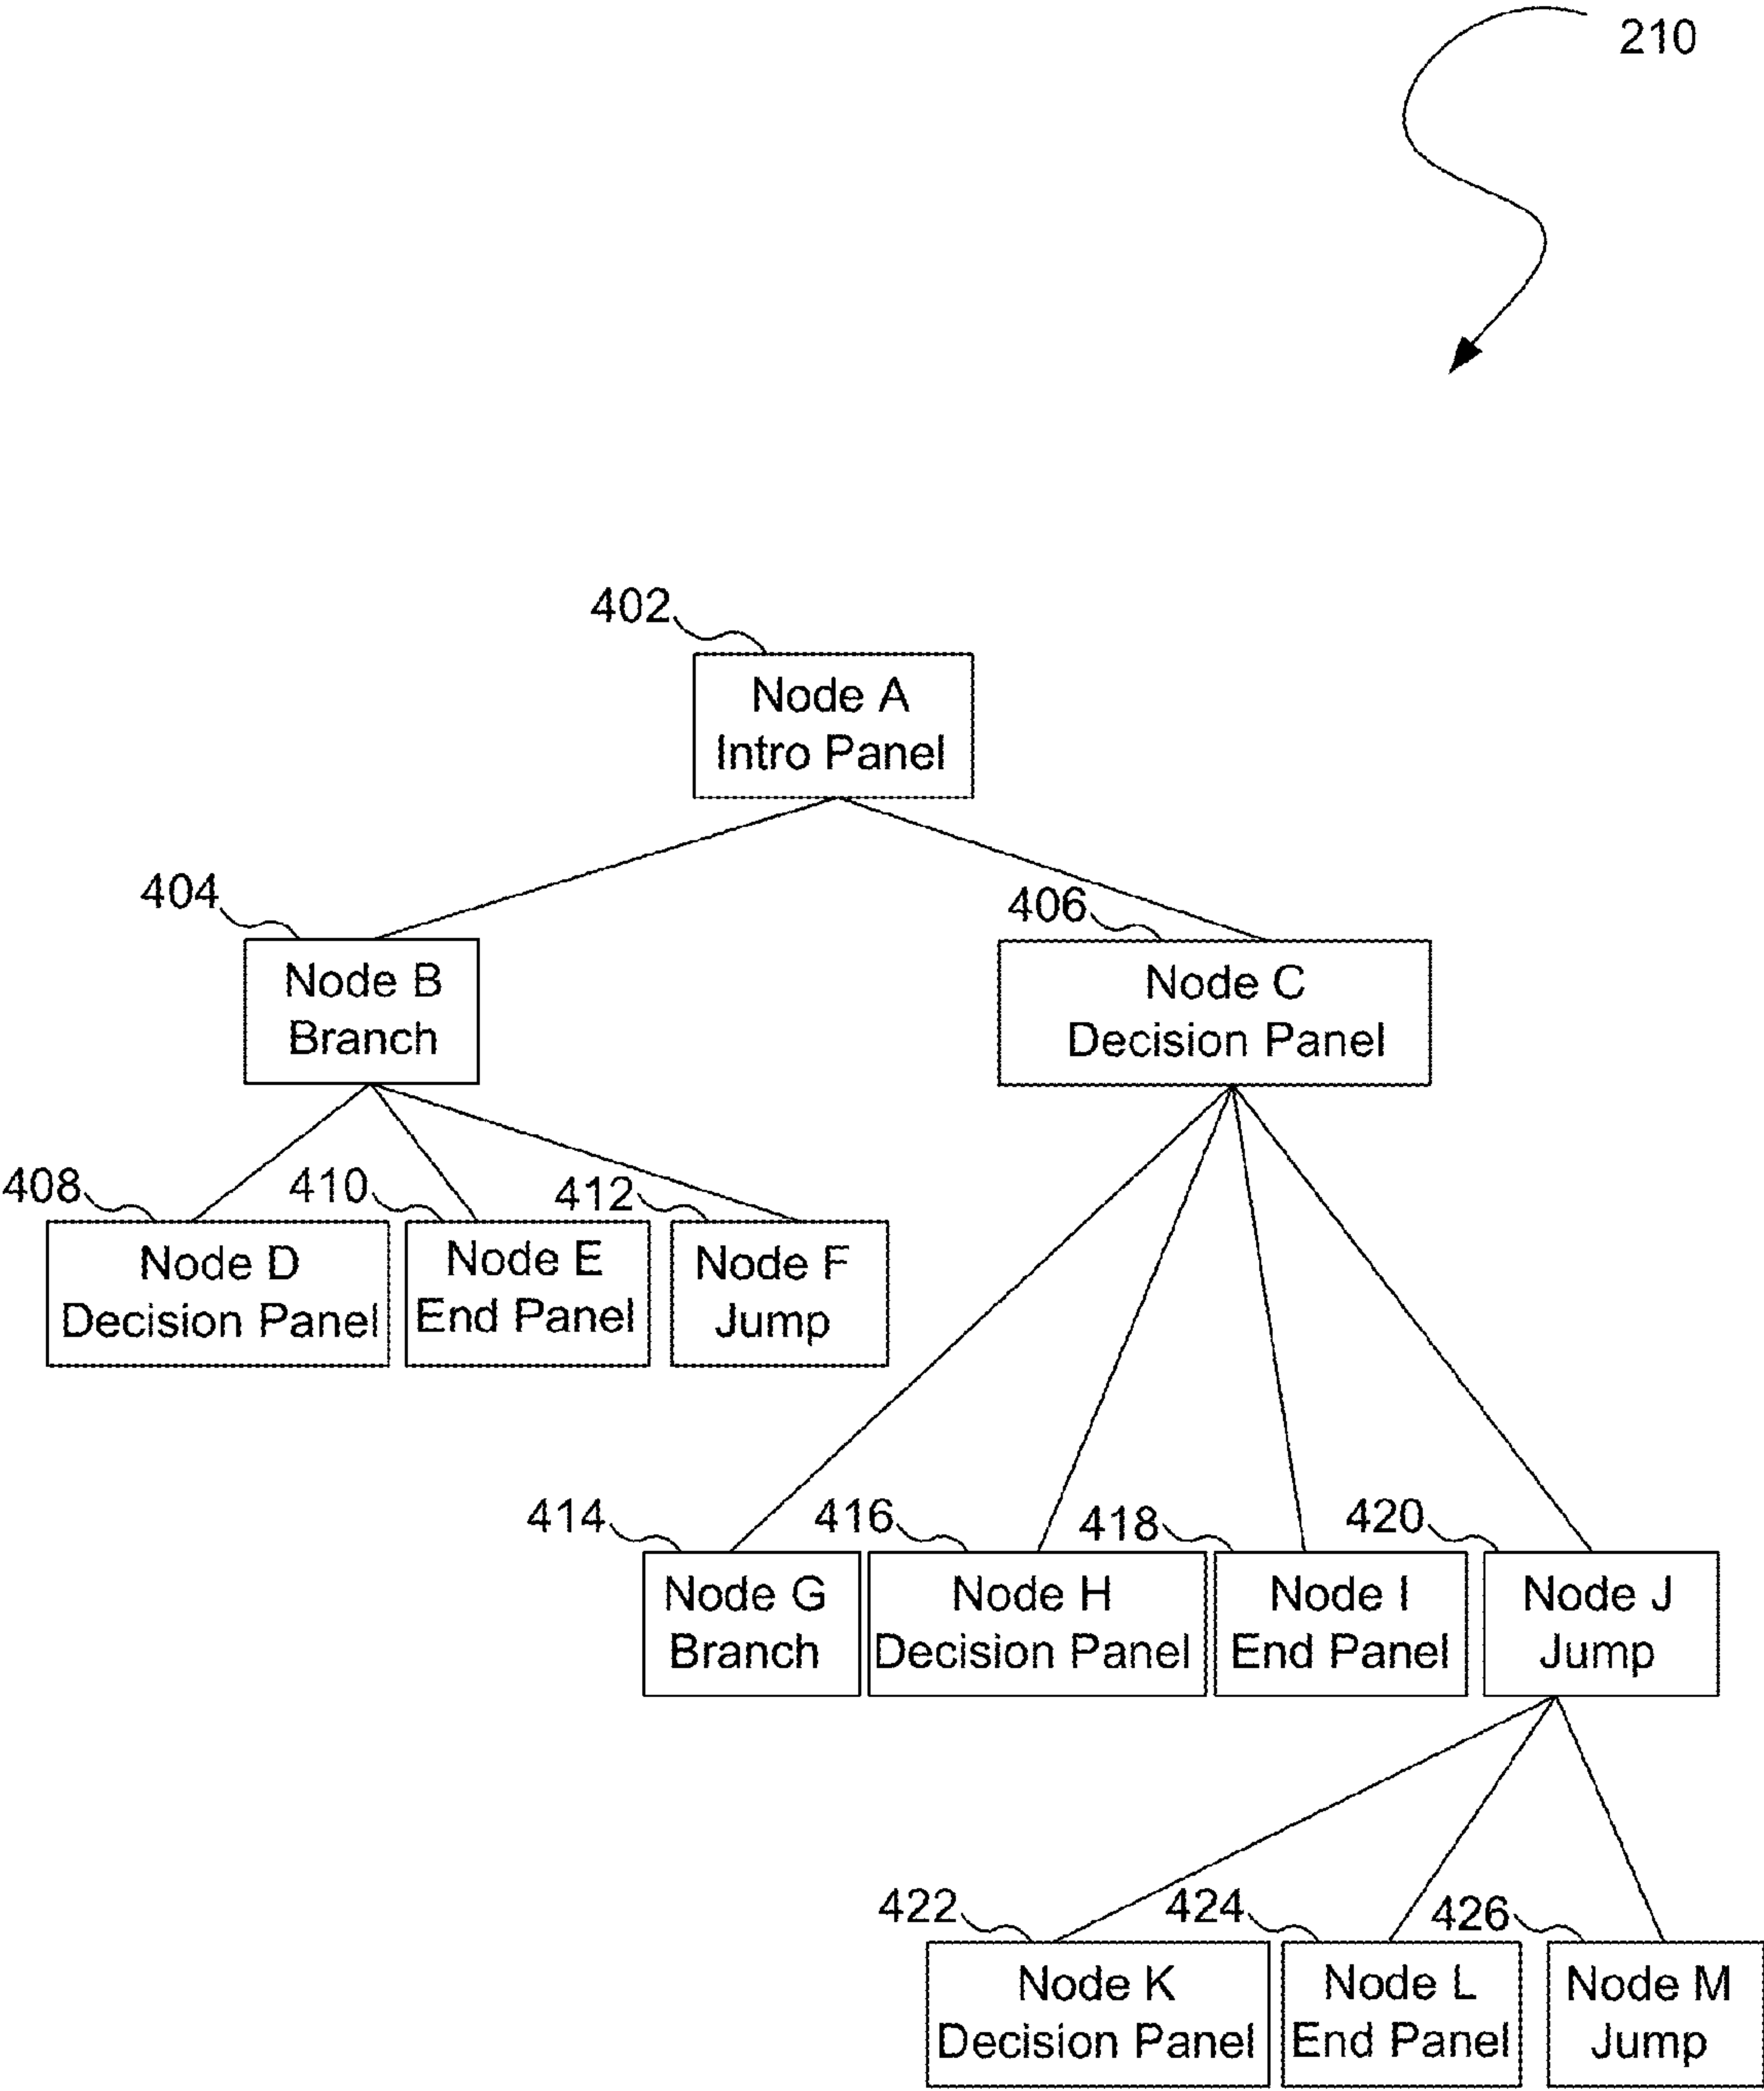 210
402
Node A
Intro Panel
404
Node B
Branch
406
Node C
Decision Panel
408
Node D
Decision Panel
410
Node E
End Panel
412
Node F
Jump
414
Node G
Branch
416
Node H
Decision Panel
418
Node I
End Panel
420
Node J
Jump
422
Node K
Decision Panel
424
Node L
End Panel
426
Node M
Jump